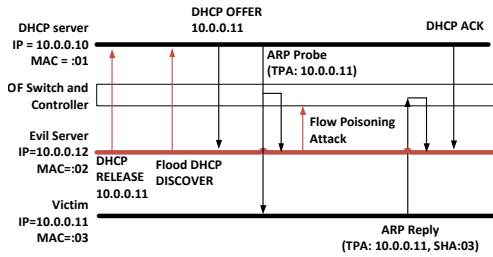 DHCP server
IP = 10.0.0.10
MAC = :01
DHCP OFFER
10.0.0.11
DHCP ACK
ARP Probe
(TPA: 10.0.0.11)
OF Switch and
Controller
Flow Poisoning
Attack
Evil Server
IP=10.0.0.12
MAC=:02
DHCP
RELEASE
10.0.0.11
Flood DHCP
DISCOVER
Victim
IP=10.0.0.11
MAC=:03
ARP Reply
(TPA: 10.0.0.11, SHA:03)